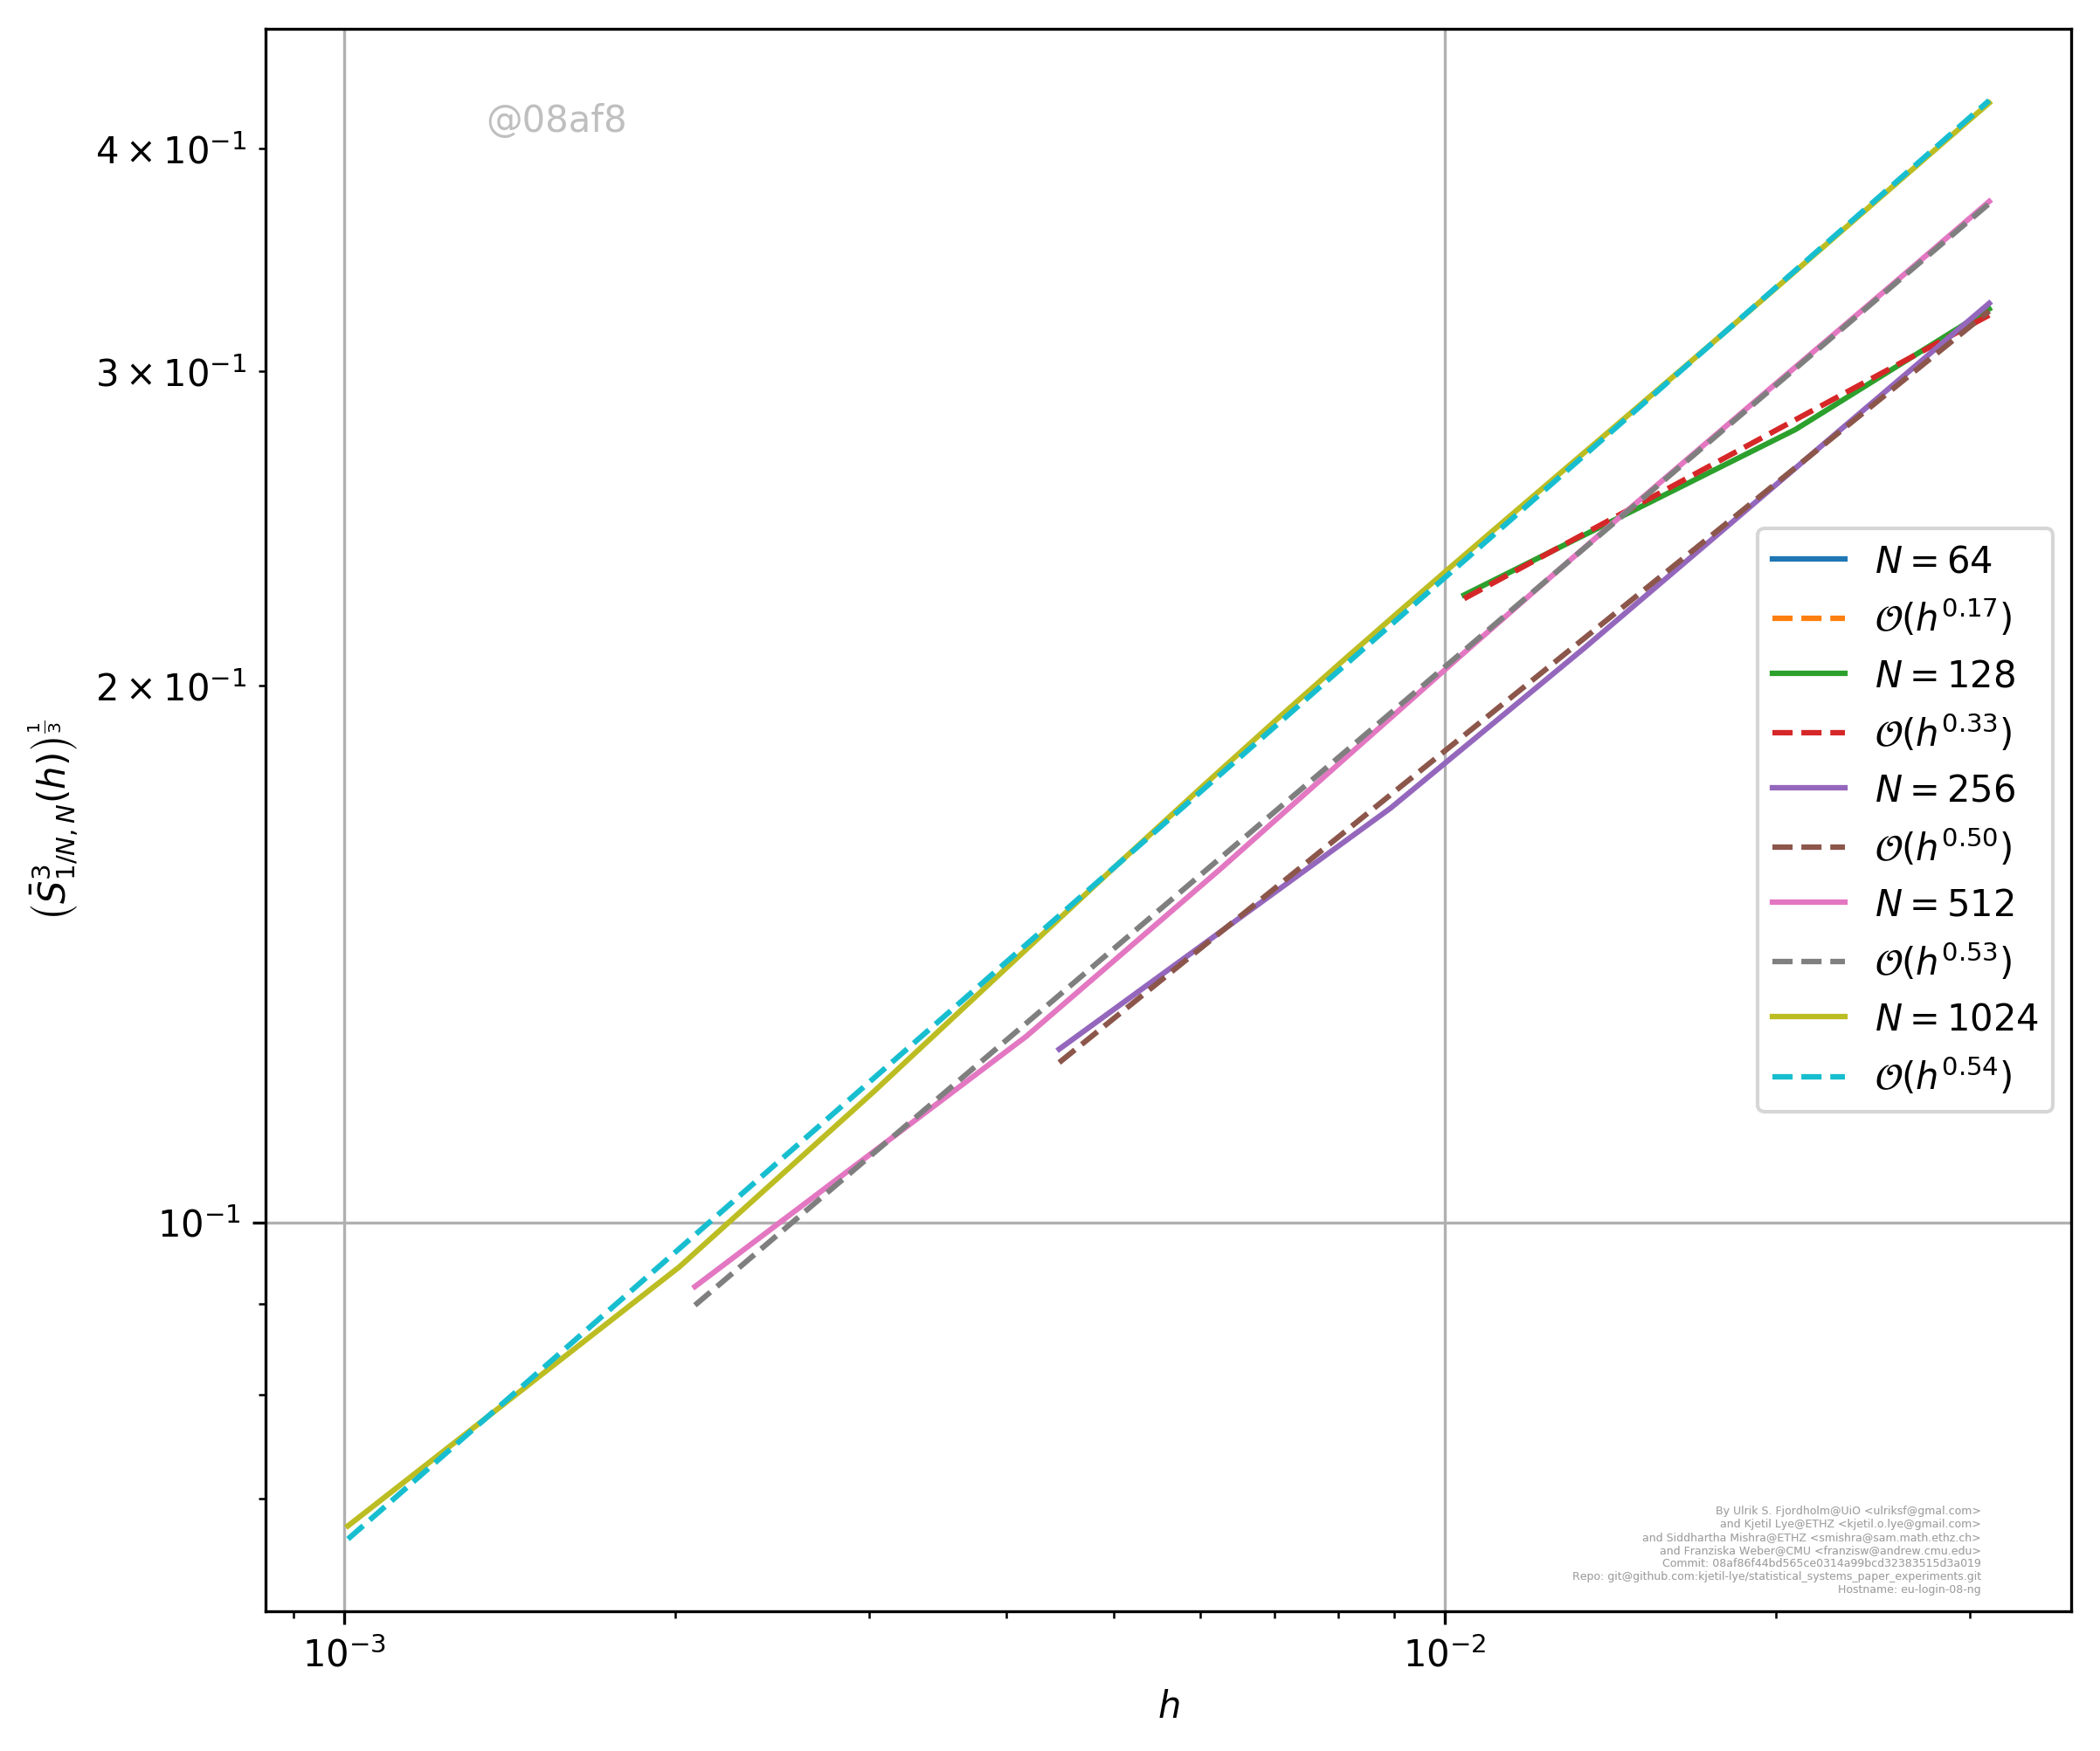 @08af8
4 × 10⁻¹
3 × 10⁻¹
2 × 10⁻¹
10⁻¹
(S̄³₁/N, N(h))^(1/3)
N = 64
𝒪(h^0.17)
N = 128
𝒪(h^0.33)
N = 256
𝒪(h^0.50)
N = 512
𝒪(h^0.53)
N = 1024
𝒪(h^0.54)
By Ulrik S. Fjordholm@UiO <ulriksf@gmal.com>
and Kjetil Lye@ETHZ <kjetil.o.lye@gmail.com>
and Siddhartha Mishra@ETHZ <smishra@sam.math.ethz.ch>
and Franziska Weber@CMU <franzisw@andrew.cmu.edu>
Commit: 08af86f44bd565ce0314a99bcd32383515d3a019
Repo: git@github.com:kjetil-lye/statistical_systems_paper_experiments.git
Hostname: eu-login-08-ng
10⁻³
10⁻²
h